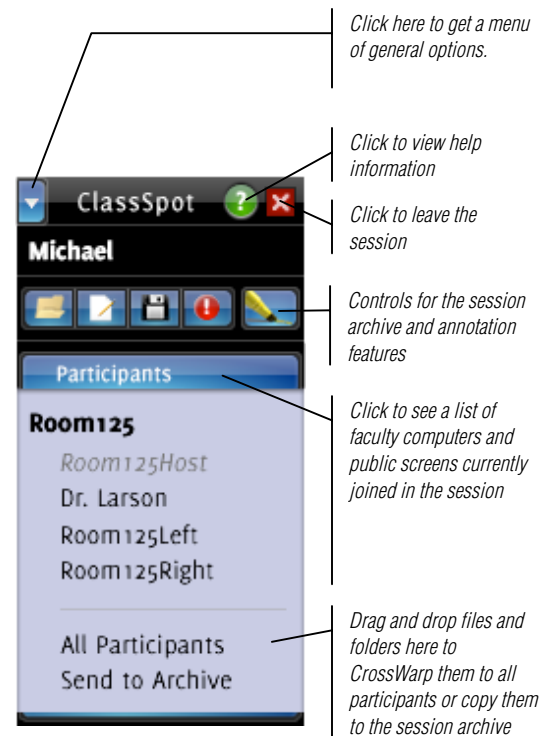 Click here to get a menu
of general options.
Click to view help
information
ClassSpot
Click to leave the
session
Michael
Controls for the session
archive and annotation
features
Participants
Click to see a list of
faculty computers and
public screens currently
joined in the session
Room125
Room125Host
Dr. Larson
Room125Left
Room125Right
All Participants
Send to Archive
Drag and drop files and
folders here to
CrossWarp them to all
participants or copy them
to the session archive